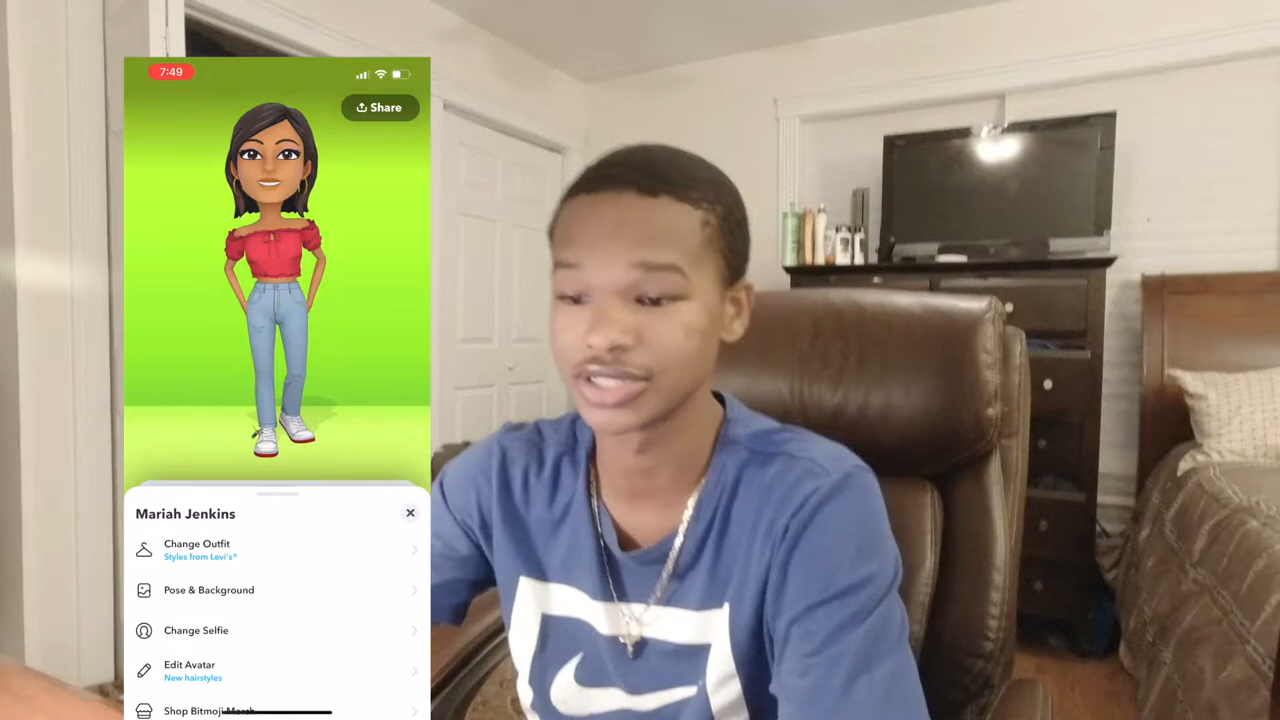 7:49
Share
Mariah Jenkins
Change Outfit
Styles from Levi's®
Pose & Background
Change Selfie
Edit Avatar
New hairstyles
Shop Bitmoji Merch